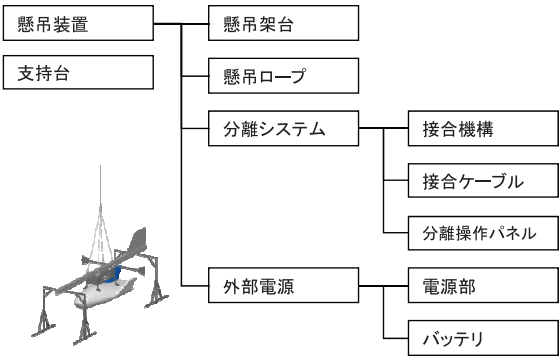 懸吊装置
支持台
懸吊架台
懸吊ロープ
分離システム
接合機構
接合ケーブル
分離操作パネル
外部電源
電源部
バッテリ